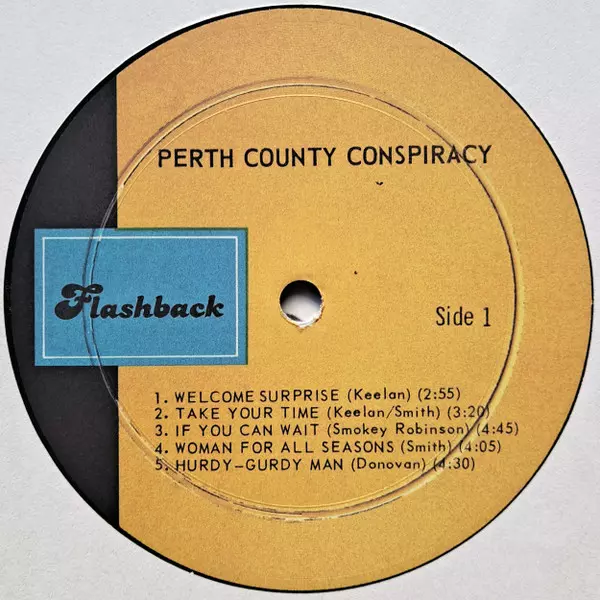 PERTH COUNTY CONSPIRACY
Flashback
Side 1
1. WELCOME SURPRISE (Keelan) (2:55)
2. TAKE YOUR TIME (Keelan/Smith) (3:20)
3. IF YOU CAN WAIT (Smokey Robinson) (4:45)
4. WOMAN FOR ALL SEASONS (Smith) (4:05)
5. HURDY-GURDY MAN (Donovan) (4:30)